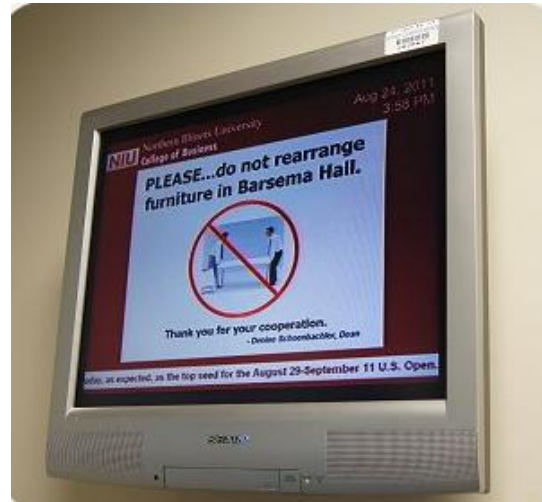 Aug 24, 2011
3:58 PM
NIU Northern Illinois University
College of Business
PLEASE...do not rearrange
furniture in Barsema Hall.
Thank you for your cooperation.
- Denise Schoenbachler, Dean
as expected, as the top seed for the August 29-September 11 U.S. Open.